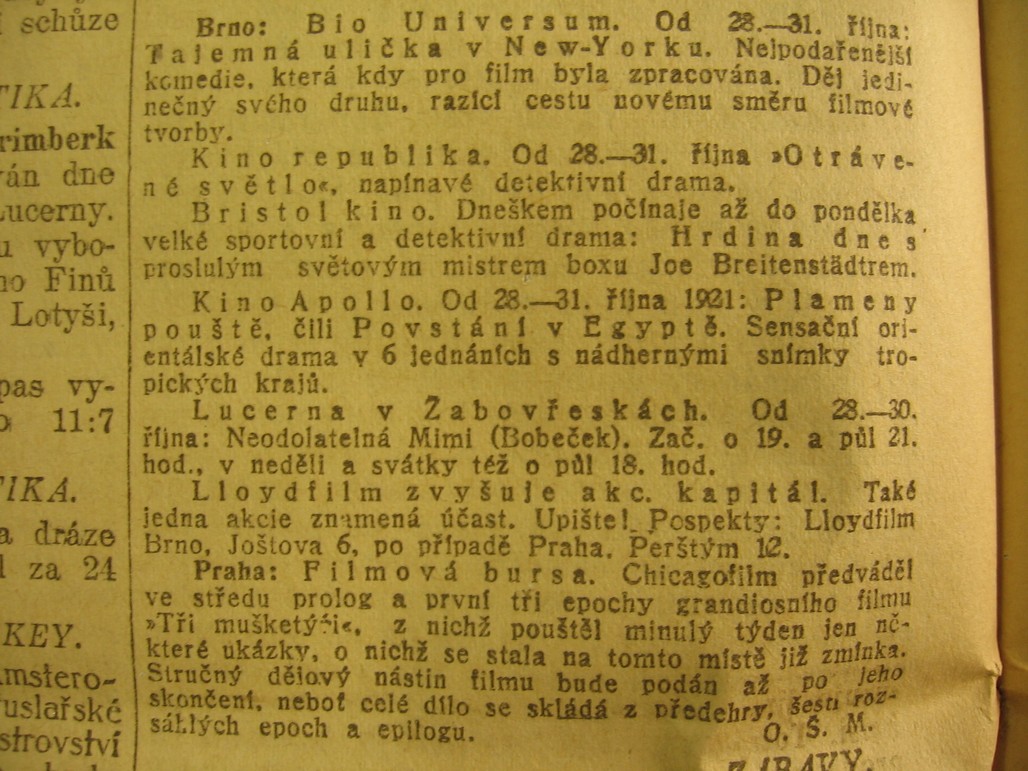 í schůze
TIKA.
rimberk
ván dne
Lucerny.
u vybo-
ho Finů
Lotyši,
pas vy-
11:7
TIKA.
a dráze
l za 24
KEY.
mstero-
ruslařské
strovství
Brno: Bio Universum. Od 28.—31. října:
Tajemná ulička v New-Yorku. Nejpodařenější
komedie, která kdy pro film byla zpracována. Děj jedi-
nečný svého druhu, razící cestu novému směru filmové
tvorby.
Kino republika. Od 28.—31. října »Otráve-
né světlo«, napínavé detektivní drama.
Bristol kino. Dneškem počínaje až do pondělka
velké sportovní a detektivní drama: Hrdina dne s
proslulým světovým mistrem boxu Joe Breitenstädtrem.
Kino Apollo. Od 28.—31. října 1921: Plameny
pouště, čili Povstání v Egyptě. Sensační ori-
entálské drama v 6 jednáních s nádhernými snímky tro-
pických krajů.
Lucerna v Žabovřeskách. Od 28.—30.
října: Neodolatelná Mimi (Bobeček). Zač. o 19. a půl 21.
hod., v neděli a svátky též o půl 18. hod.
Lloydfilm zvyšuje akc. kapitál. Také
jedna akcie znamená účast. Upište! Pospekty: Lloydfilm
Brno, Joštova 6, po případě Praha, Perštým 12.
Praha: Filmová bursa. Chicagofilm předváděl
ve středu prolog a první tři epochy grandiosního filmu
»Tři mušketýři«, z nichž pouštěl minulý týden jen ně-
které ukázky, o nichž se stala na tomto místě již zmínka.
Stručný dějový nástin filmu bude podán až po jeho
skončení, neboť celé dílo se skládá z předehry, šesti roz-
sáhlých epoch a epilogu. O. Š. M.